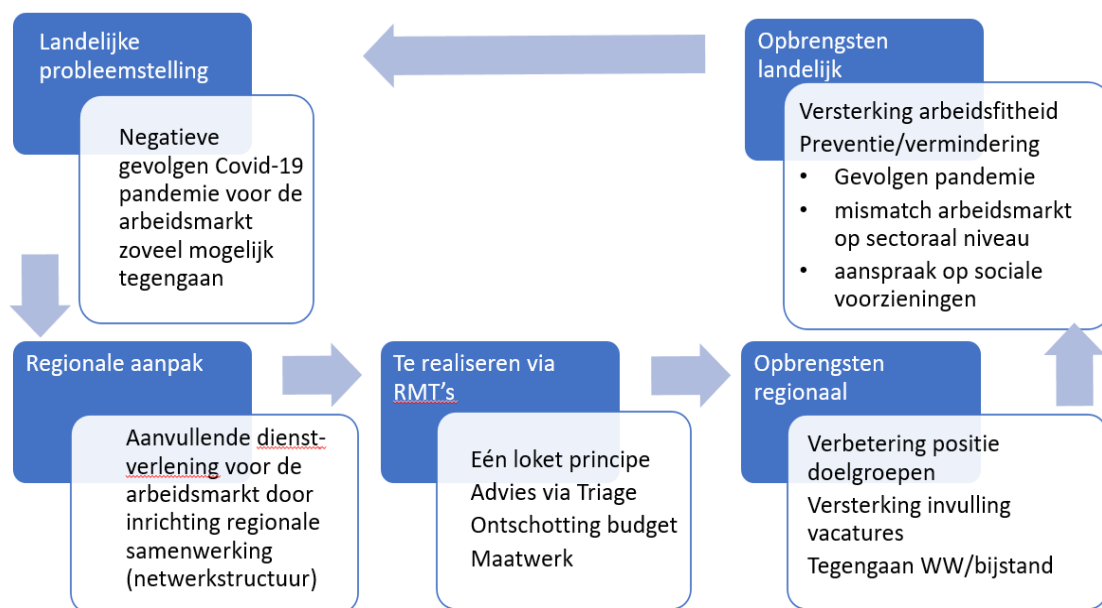 Landelijke
probleemstelling
Negatieve
gevolgen Covid-19
pandemie voor de
arbeidsmarkt
zoveel mogelijk
tegengaan
Opbrengsten
landelijk
Versterking arbeidsfitheid
Preventie/vermindering
• Gevolgen pandemie
• mismatch arbeidsmarkt
op sectoraal niveau
• aanspraak op sociale
voorzieningen
Regionale aanpak
Aanvullende dienst-
verlening voor de
arbeidsmarkt door
inrichting regionale
samenwerking
(netwerkstructuur)
Te realiseren via
RMT's
Eén loket principe
Advies via Triage
Ontschotting budget
Maatwerk
Opbrengsten
regionaal
Verbetering positie
doelgroepen
Versterking invulling
vacatures
Tegengaan WW/bijstand